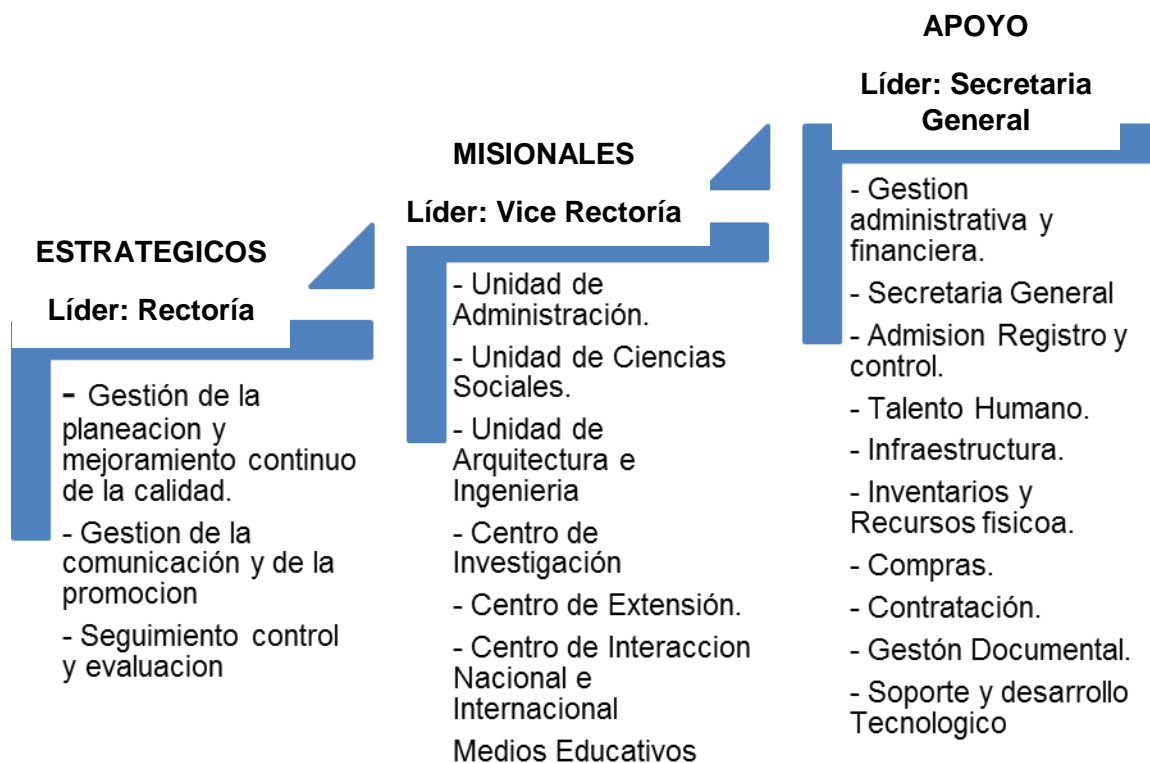 ESTRATEGICOS
Líder: Rectoría
- Gestión de la
planeacion y
mejoramiento continuo
de la calidad.
- Gestion de la
comunicación y de la
promocion
- Seguimiento control
y evaluacion
MISIONALES
Líder: Vice Rectoría
- Unidad de
Administración.
- Unidad de Ciencias
Sociales.
- Unidad de
Arquitectura e
Ingenieria
- Centro de
Investigación
- Centro de Extensión.
- Centro de Interaccion
Nacional e
Internacional
Medios Educativos
APOYO
Líder: Secretaria
General
- Gestion
administrativa y
financiera.
- Secretaria General
- Admision Registro y
control.
- Talento Humano.
- Infraestructura.
- Inventarios y
Recursos fisicoa.
- Compras.
- Contratación.
- Gestón Documental.
- Soporte y desarrollo
Tecnologico